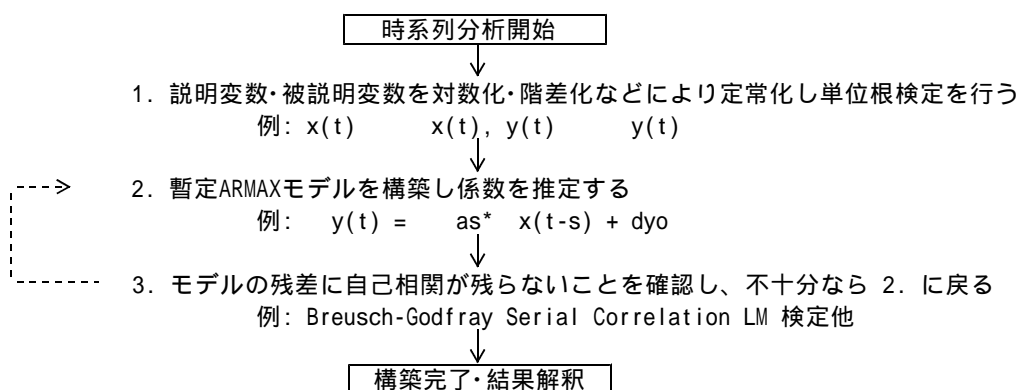 時系列分析開始
1. 説明変数・被説明変数を対数化・階差化などにより定常化し単位根検定を行う
例: x(t) x(t), y(t) y(t)
2. 暫定ARMAXモデルを構築し係数を推定する
例: y(t) = as* x(t-s) + dyo
3. モデルの残差に自己相関が残らないことを確認し、不十分なら 2. に戻る
例: Breusch-Godfray Serial Correlation LM 検定他
構築完了・結果解釈